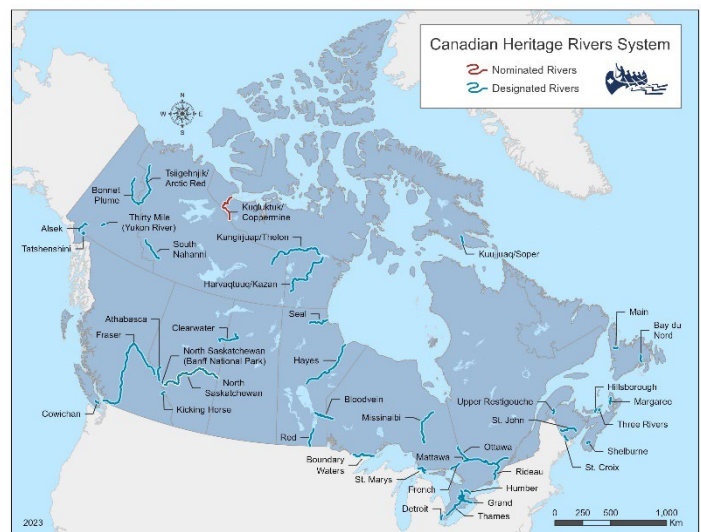 Canadian Heritage Rivers System
Nominated Rivers
Designated Rivers
N
W
E
S
Tsiigehnjik/
Arctic Red
Bonnet
Plume
Kugluktuk/
Coppermine
Thirty Mile
(Yukon River)
Alsek
Tatshenshini
South
Nahanni
Kangirjuap/Thelon
Kuujuaq/Soper
Harvaqtuuq/Kazan
Athabasca
Seal
Main
Bay du
Nord
Clearwater
Fraser
North Saskatchewan
(Banff National Park)
Hayes
North
Saskatchewan
Hillsborough
Bloodvein
Upper Restigouche
Margaree
Cowichan
Kicking Horse
Missinaibi
St. John
Three Rivers
Red
Ottawa
Mattawa
Shelburne
Boundary
Waters
Rideau
St. Croix
St. Marys
French
Humber
Grand
Detroit
Thames
2023
0
500
1,000
Km